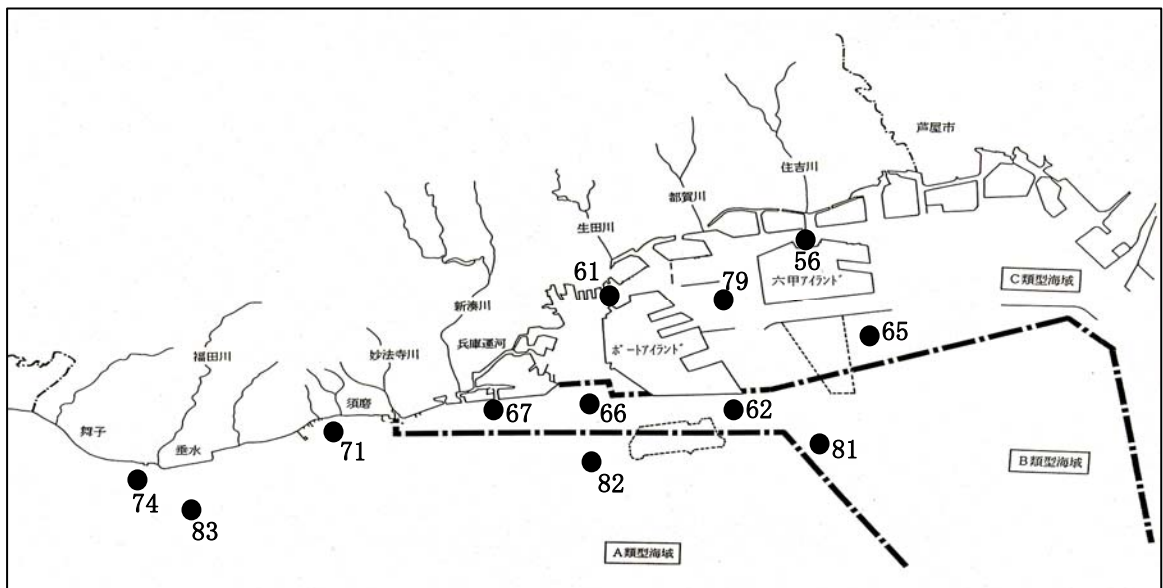 芦屋市
住吉川
都賀川
生田川
56
61
79
六甲アイランド
C類型海域
新湊川
兵庫運河
ポートアイランド
65
妙法寺川
福田川
須磨
67
66
62
舞子
垂水
71
81
82
B類型海域
74
83
A類型海域